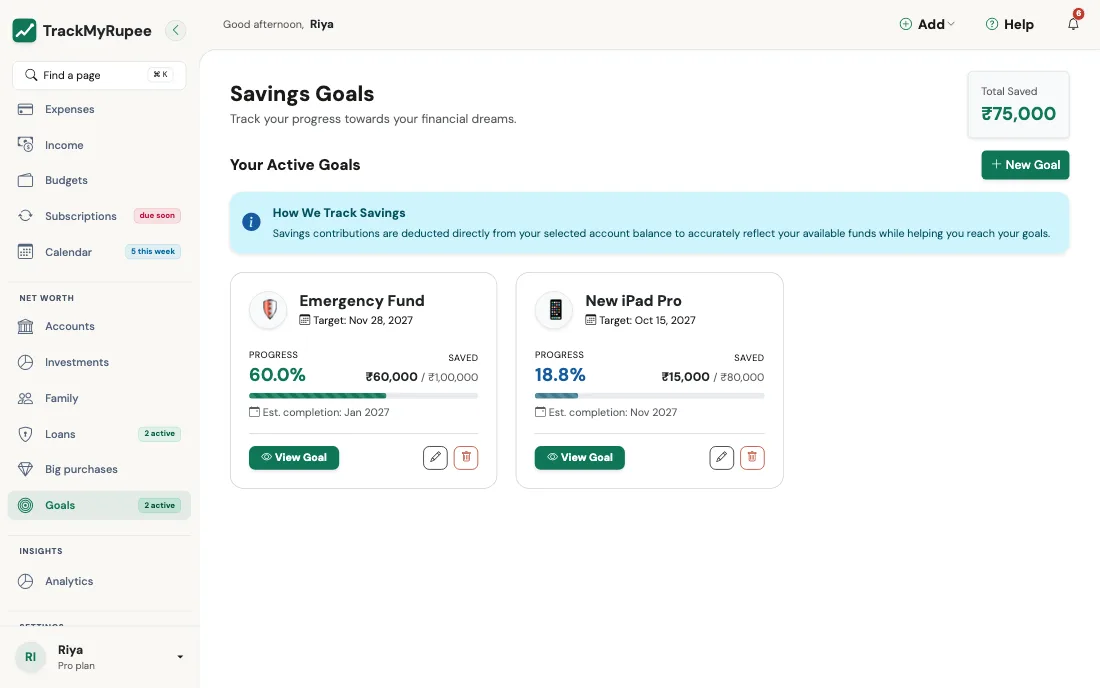 TrackMyRupee
Find a page
⌘ K
Expenses
Income
Budgets
Subscriptions due soon
Calendar 5 this week
NET WORTH
Accounts
Investments
Family
Loans 2 active
Big purchases
Goals 2 active
INSIGHTS
Analytics
SETTINGS
RI
Riya
Pro plan
Good afternoon, Riya
Add
Help
6
Savings Goals
Track your progress towards your financial dreams.
Total Saved
₹75,000
Your Active Goals
+ New Goal
How We Track Savings
Savings contributions are deducted directly from your selected account balance to accurately reflect your available funds while helping you reach your goals.
Emergency Fund
Target: Nov 28, 2027
PROGRESS
SAVED
60.0%
₹60,000 / ₹1,00,000
Est. completion: Jan 2027
View Goal
New iPad Pro
Target: Oct 15, 2027
PROGRESS
SAVED
18.8%
₹15,000 / ₹80,000
Est. completion: Nov 2027
View Goal